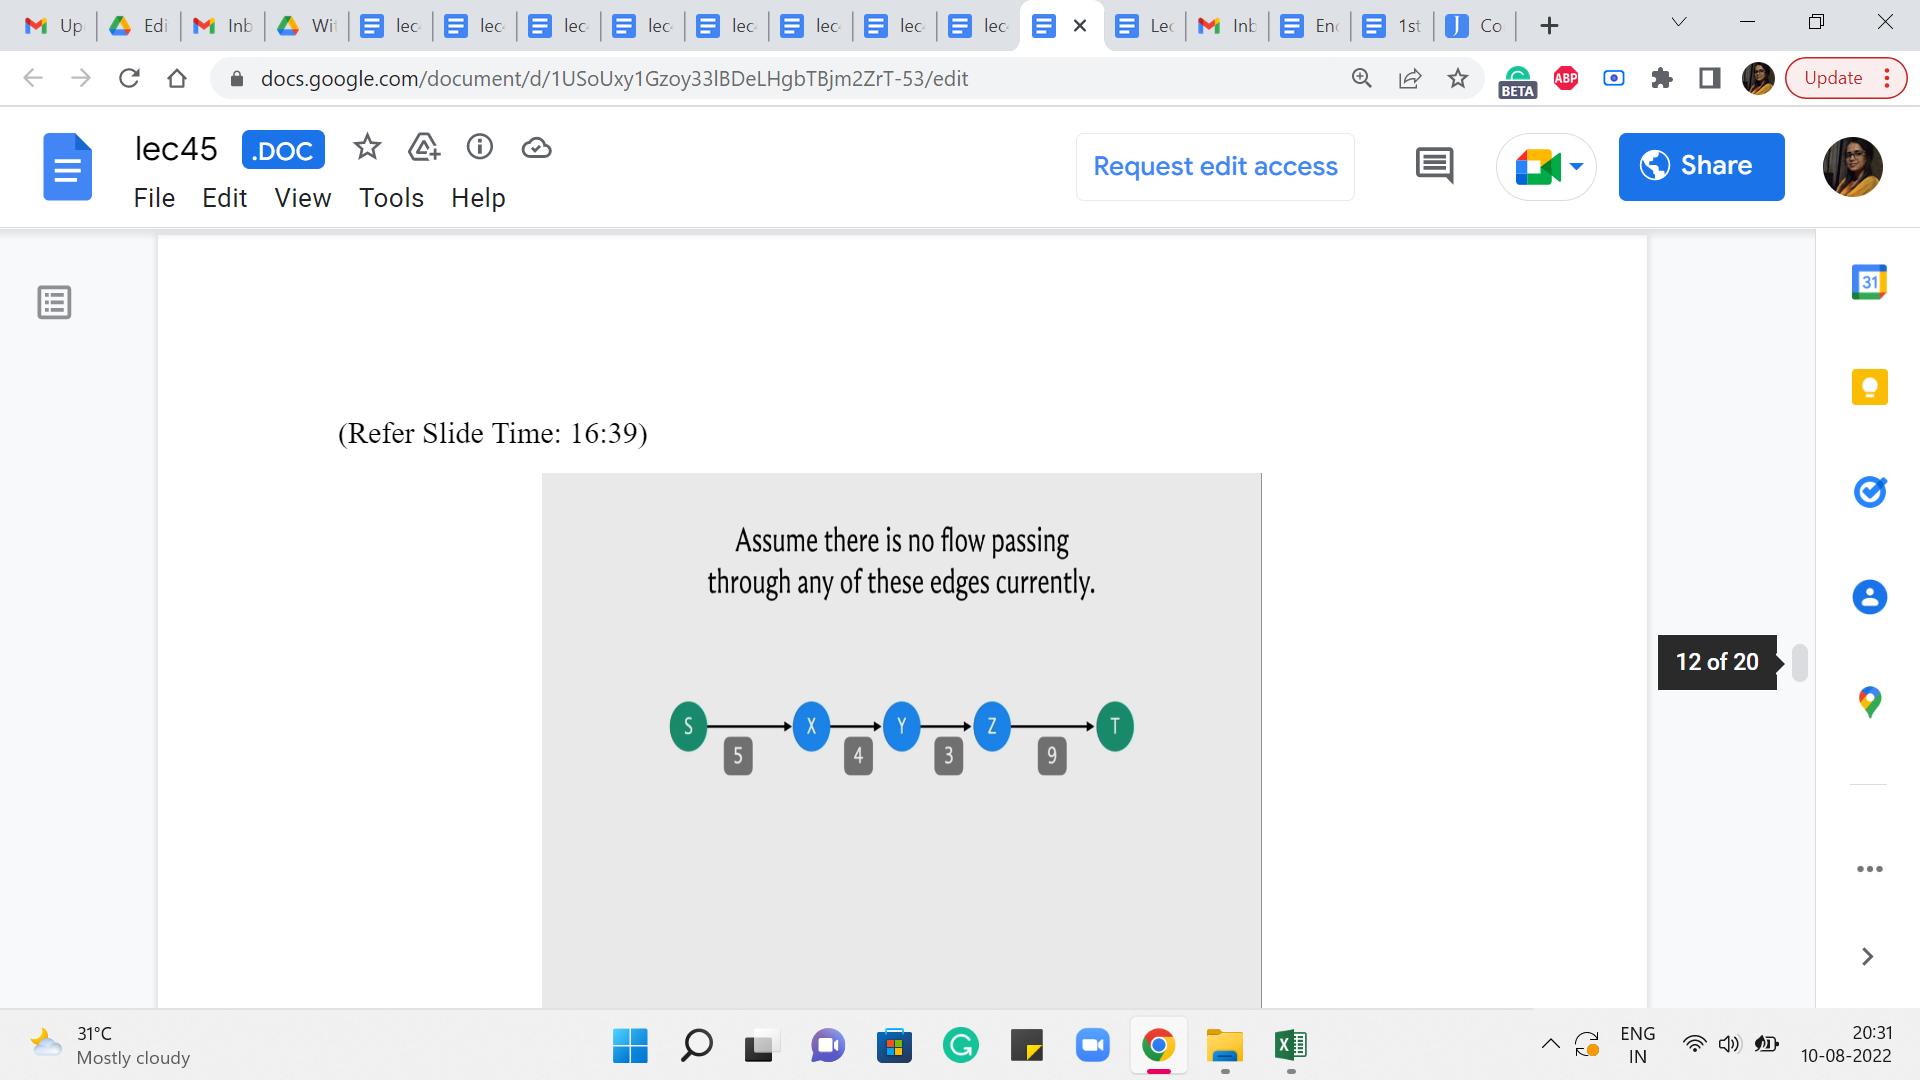 Up
Edi
Inb
Wi
lec
lec
lec
lec
lec
lec
lec
lec
Lec
Inb
Enc
1st
Co
docs.google.com/document/d/1USoUxy1Gzoy33lBDeLHgbTBjm2ZrT-53/edit
BETA
ABP
Update
lec45
.DOC
Request edit access
Share
File Edit View Tools Help
31
(Refer Slide Time: 16:39)
Assume there is no flow passing
through any of these edges currently.
S X Y Z T
5 4 3 9
12 of 20
31°C
Mostly cloudy
ENG
IN
20:31
10-08-2022